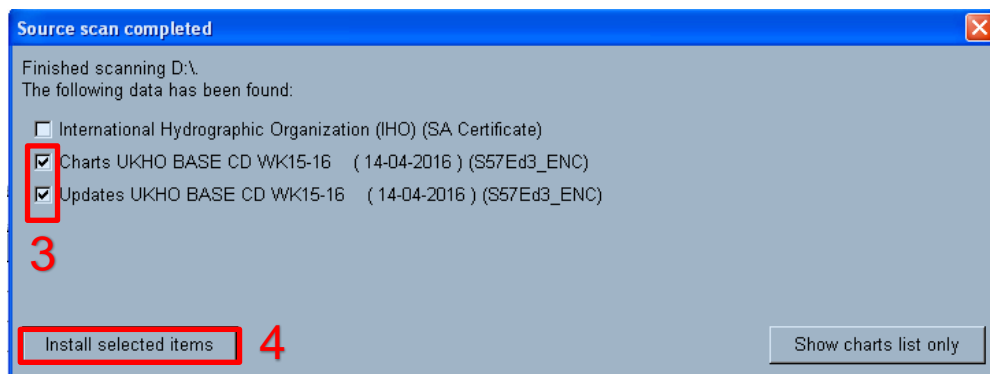 Source scan completed
Finished scanning D:\.
The following data has been found:
International Hydrographic Organization (IHO) (SA Certificate)
Charts UKHO BASE CD WK15-16 ( 14-04-2016 ) (S57Ed3_ENC)
Updates UKHO BASE CD WK15-16 ( 14-04-2016 ) (S57Ed3_ENC)
3
Install selected items 4 Show charts list only